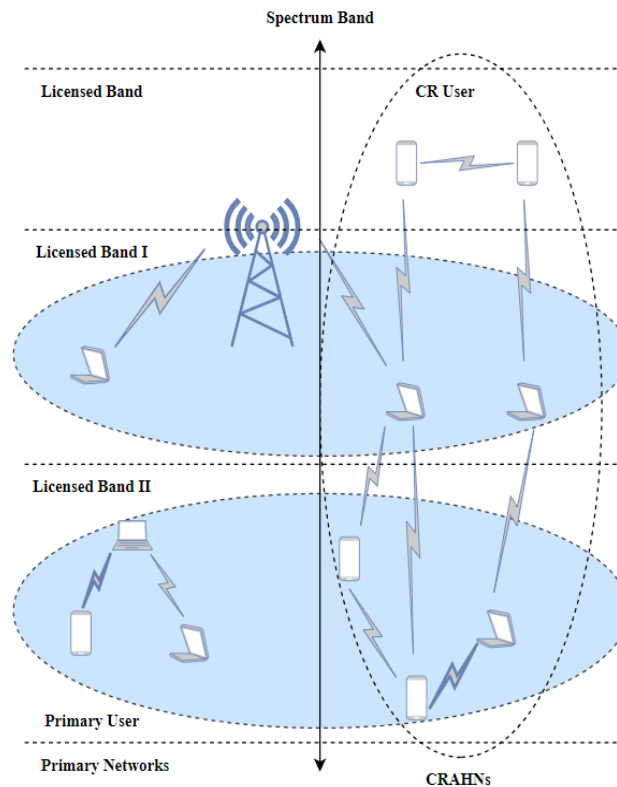 Spectrum Band
Licensed Band
CR User
Licensed Band I
Licensed Band II
Primary User
Primary Networks
CRAHNs